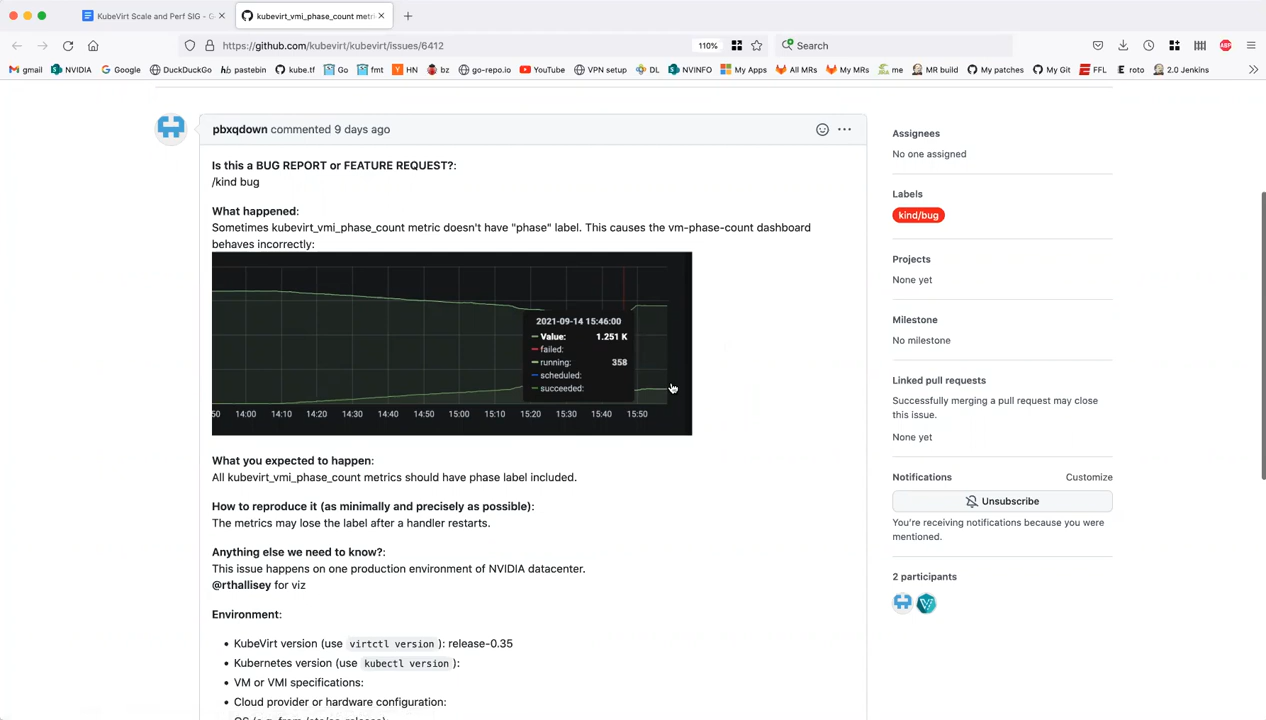 KubeVirt Scale and Perf SIG - G
kubevirt_vmi_phase_count metri
https://github.com/kubevirt/kubevirt/issues/6412
110%
Search
gmail
NVIDIA
Google
DuckDuckGo
pastebin
kube.tf
Go
fmt
HN
bz
go-repo.io
YouTube
VPN setup
DL
NVINFO
My Apps
All MRs
My MRs
me
MR build
My patches
My Git
FFL
roto
2.0 Jenkins
pbxqdown commented 9 days ago
Is this a BUG REPORT or FEATURE REQUEST?:
/kind bug
What happened:
Sometimes kubevirt_vmi_phase_count metric doesn't have "phase" label. This causes the vm-phase-count dashboard
behaves incorrectly:
2021-09-14 15:46:00
Value: 1.251 K
failed:
running: 358
scheduled:
succeeded:
50 14:00 14:10 14:20 14:30 14:40 14:50 15:00 15:10 15:20 15:30 15:40 15:50
What you expected to happen:
All kubevirt_vmi_phase_count metrics should have phase label included.
How to reproduce it (as minimally and precisely as possible):
The metrics may lose the label after a handler restarts.
Anything else we need to know?:
This issue happens on one production environment of NVIDIA datacenter.
@rthallisey for viz
Environment:
KubeVirt version (use virtctl version ): release-0.35
Kubernetes version (use kubectl version ):
VM or VMI specifications:
Cloud provider or hardware configuration:
Assignees
No one assigned
Labels
kind/bug
Projects
None yet
Milestone
No milestone
Linked pull requests
Successfully merging a pull request may close
this issue.
None yet
Notifications
Customize
Unsubscribe
You're receiving notifications because you were
mentioned.
2 participants